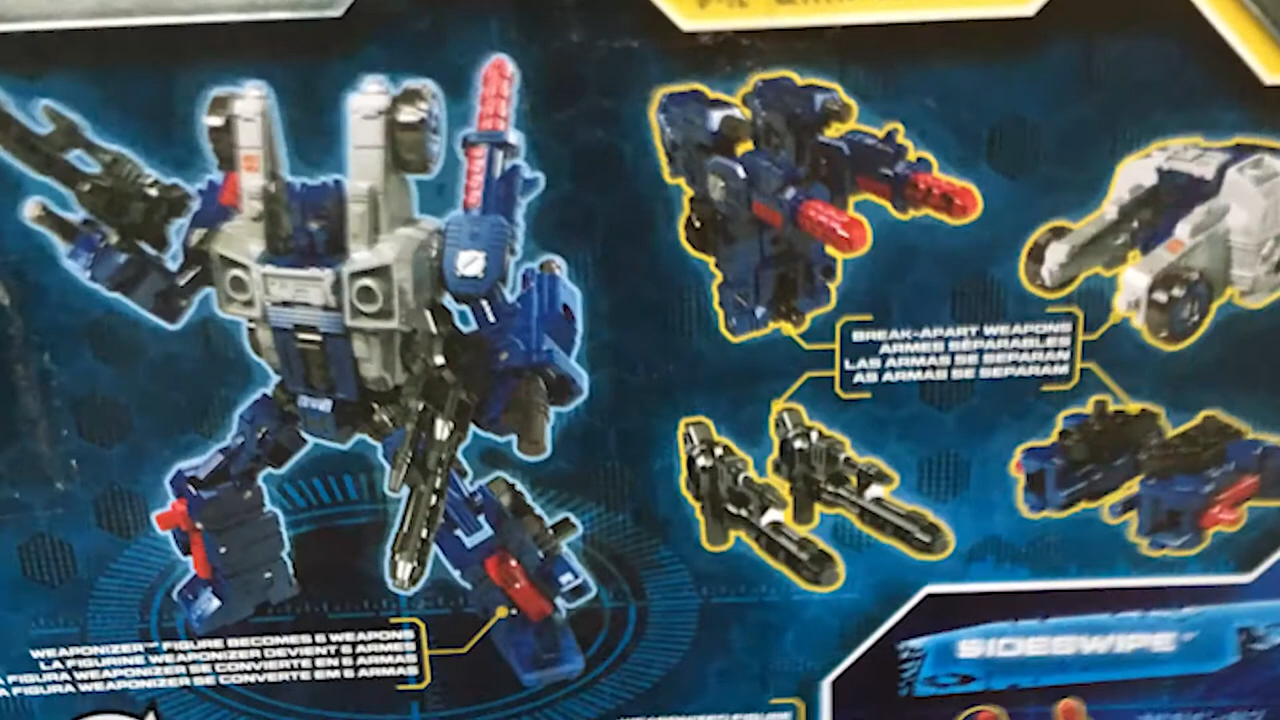 BREAK-APART WEAPONS
ARMES SÉPARABLES
LAS ARMAS SE SEPARAN
AS ARMAS SE SEPARAM
WEAPONIZER™ FIGURE BECOMES 6 WEAPONS
LA FIGURINE WEAPONIZER DEVIENT 6 ARMES
FIGURA WEAPONIZER SE CONVIERTE EN 6 ARMAS
A FIGURA WEAPONIZER SE CONVERTE EM 6 ARMAS
SIDESWIPE
WEAPONIZER FIGURE